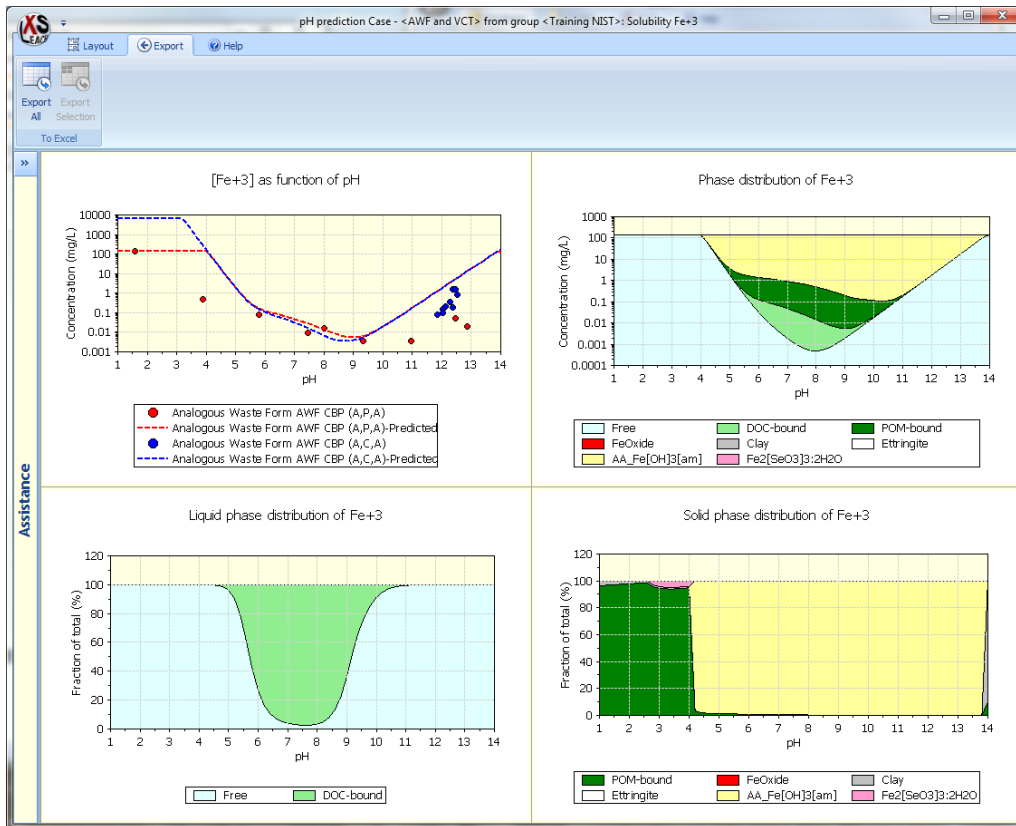 pH prediction Case - <AWF and VCT> from group <Training NIST>: Solubility Fe+3
XS
LEACH
Layout
Export
Help
Export All
Export Selection
To Excel
»
Assistance
[Fe+3] as function of pH
Concentration (mg/L)
10000
1000
100
10
1
0.1
0.01
0.001
1 2 3 4 5 6 7 8 9 10 11 12 13 14
pH
Analogous Waste Form AWF CBP (A,P,A)
Analogous Waste Form AWF CBP (A,P,A)-Predicted
Analogous Waste Form AWF CBP (A,C,A)
Analogous Waste Form AWF CBP (A,C,A)-Predicted
Phase distribution of Fe+3
Concentration (mg/L)
1000
100
10
1
0.1
0.01
0.001
0.0001
1 2 3 4 5 6 7 8 9 10 11 12 13 14
pH
Free DOC-bound POM-bound
FeOxide Clay Ettringite
AA_Fe[OH]3[am] Fe2[SeO3]3:2H2O
Liquid phase distribution of Fe+3
Fraction of total (%)
120
100
80
60
40
20
0
1 2 3 4 5 6 7 8 9 10 11 12 13 14
pH
Free DOC-bound
Solid phase distribution of Fe+3
Fraction of total (%)
120
100
80
60
40
20
0
1 2 3 4 5 6 7 8 9 10 11 12 13 14
pH
POM-bound FeOxide Clay
Ettringite AA_Fe[OH]3[am] Fe2[SeO3]3:2H2O